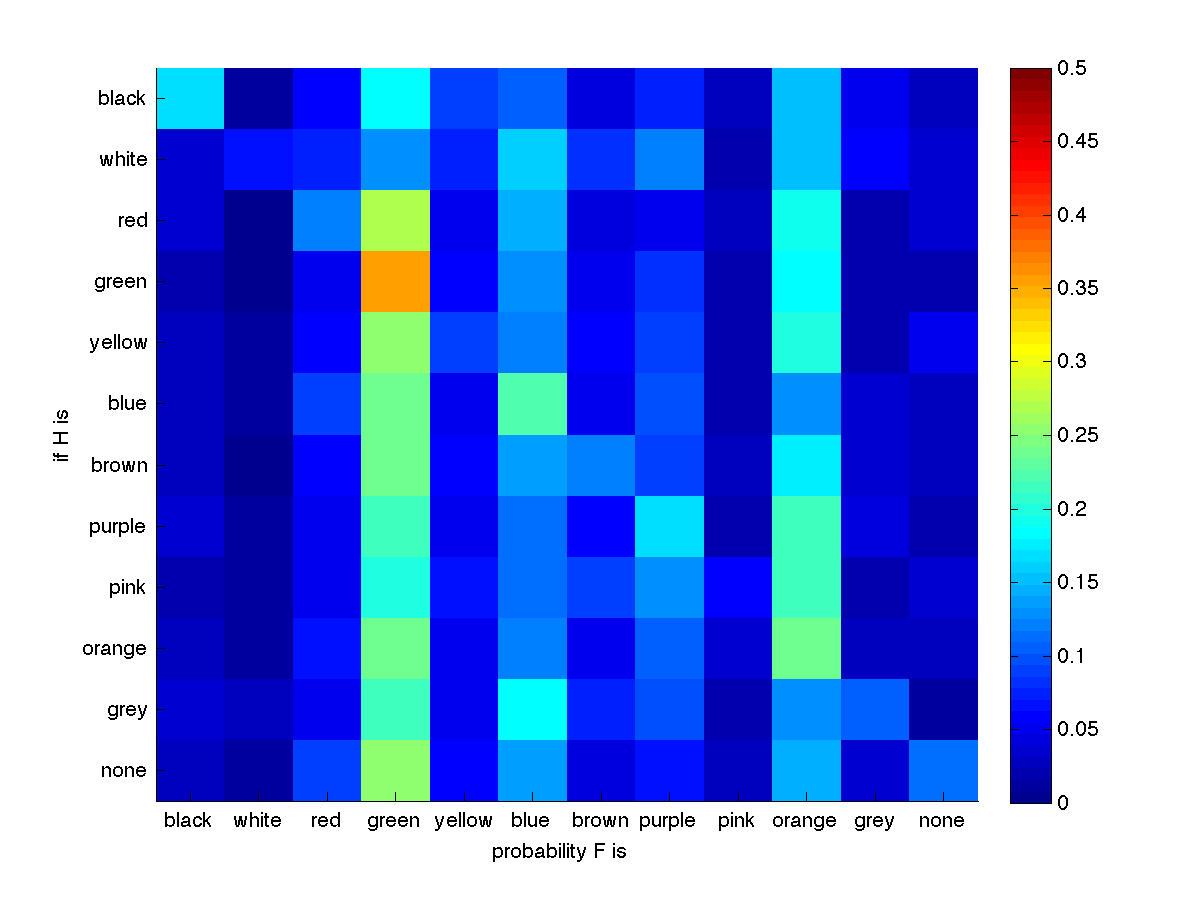 black
white
red
green
yellow
blue
brown
purple
pink
orange
grey
none
if H is
black white red green yellow blue brown purple pink orange grey none
probability F is
0.5
0.45
0.4
0.35
0.3
0.25
0.2
0.15
0.1
0.05
0